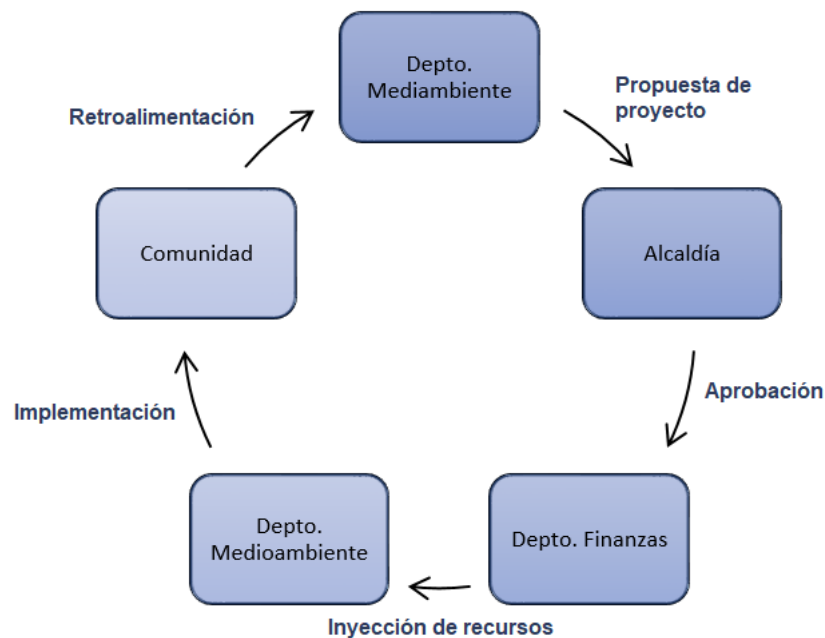 Depto.
Mediambiente
Propuesta de
proyecto
Retroalimentación
Comunidad
Alcaldía
Aprobación
Implementación
Depto.
Medioambiente
Depto. Finanzas
Inyección de recursos